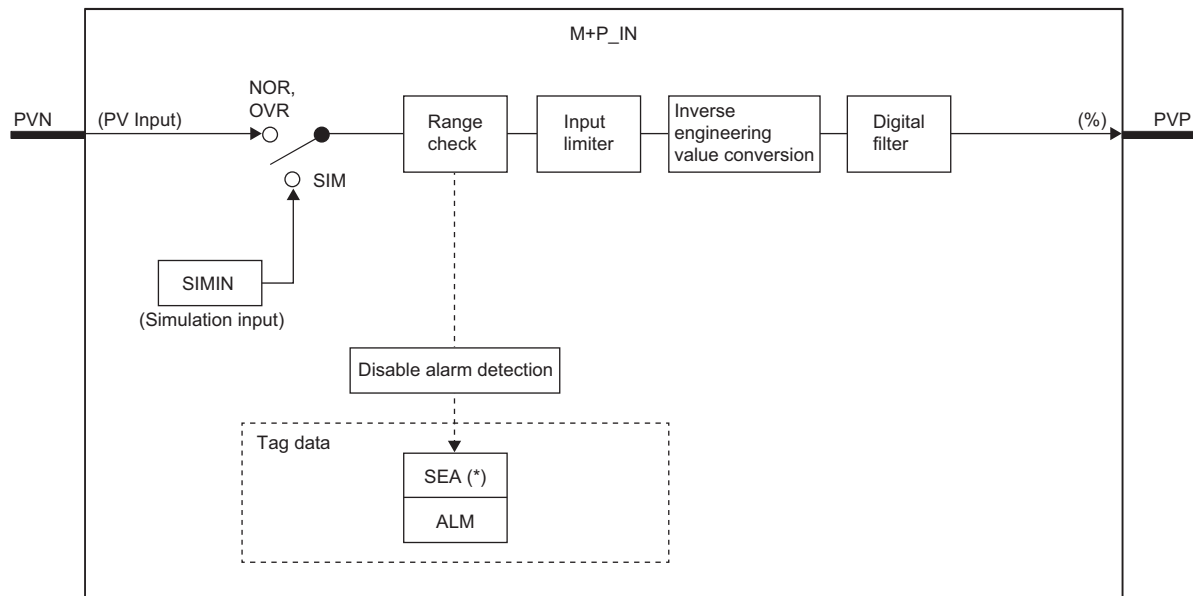 M+P_IN
PVN
(PV Input)
NOR,
OVR
SIM
SIMIN
(Simulation input)
Range
check
Input
limiter
Inverse
engineering
value conversion
Digital
filter
(%)
PVP
Disable alarm detection
Tag data
SEA (*)
ALM